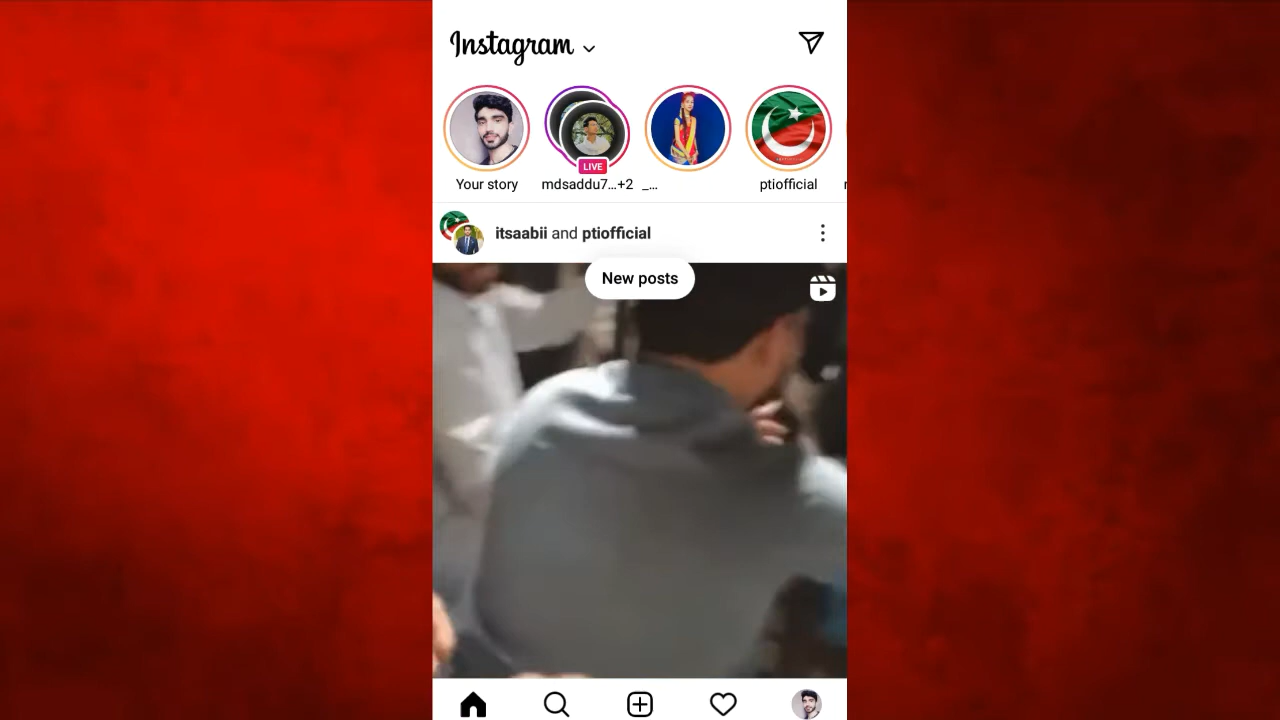 Instagram
LIVE
Your story
mdsaddu7...+2
_...
ptiofficial
itsaabii and ptiofficial
New posts